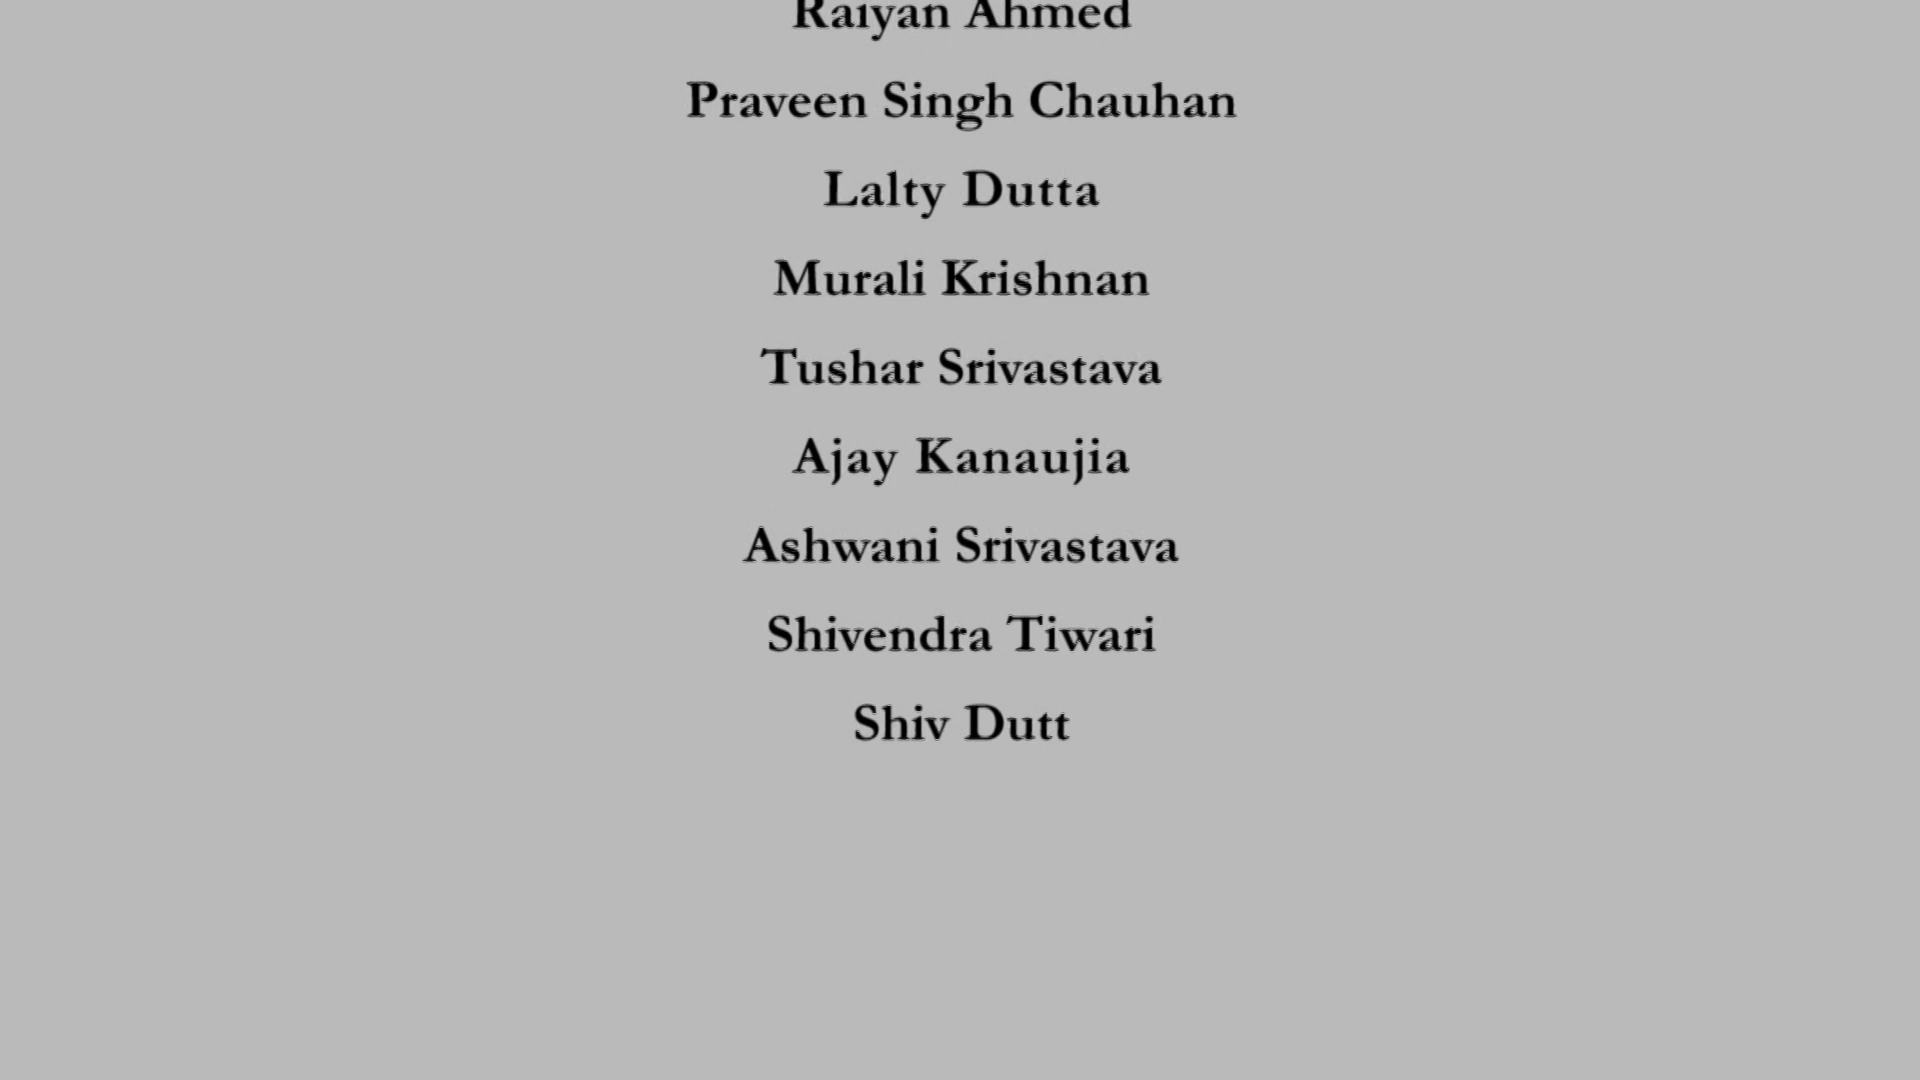 Raiyan Ahmed
Praveen Singh Chauhan
Lalty Dutta
Murali Krishnan
Tushar Srivastava
Ajay Kanaujia
Ashwani Srivastava
Shivendra Tiwari
Shiv Dutt